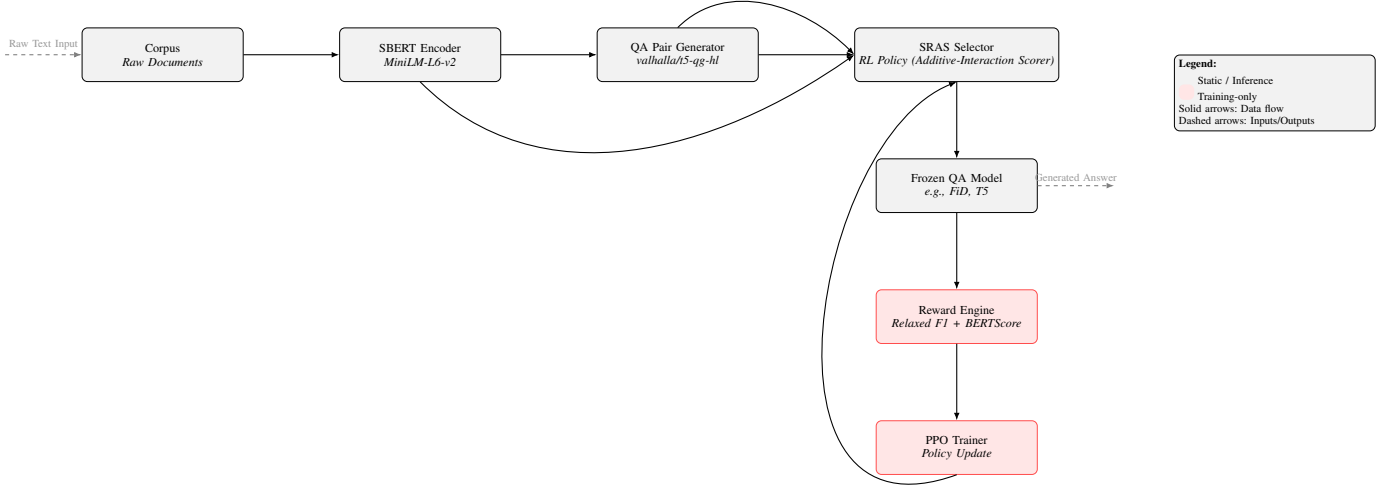 Raw Text Input
Corpus
Raw Documents
SBERT Encoder
MiniLM-L6-v2
QA Pair Generator
valhalla/t5-qg-hl
SRAS Selector
RL Policy (Additive-Interaction Scorer)
Legend:
Static / Inference
Training-only
Solid arrows: Data flow
Dashed arrows: Inputs/Outputs
Frozen QA Model
e.g., FiD, T5
Generated Answer
Reward Engine
Relaxed F1 + BERTScore
PPO Trainer
Policy Update